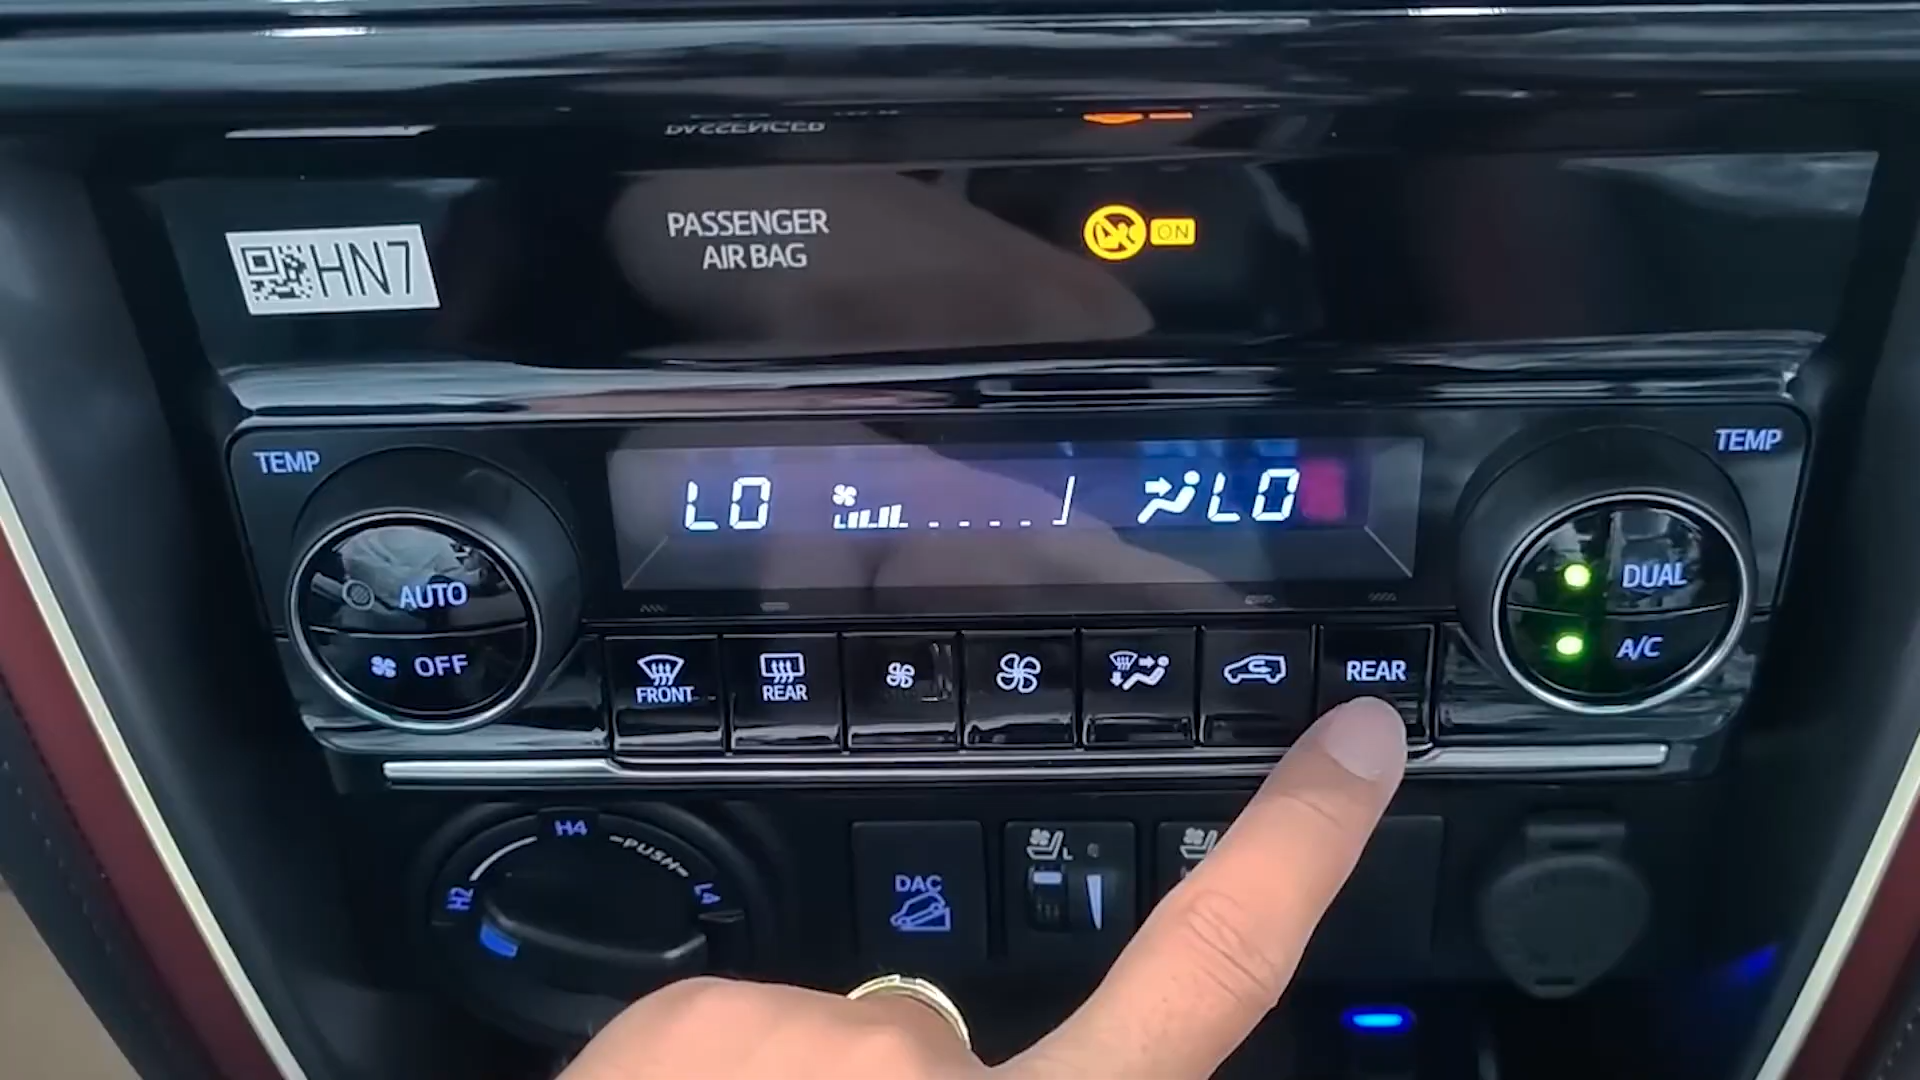 PASSENGER
AIR BAG
ON
HN7
TEMP
TEMP
LO
LO
AUTO
OFF
DUAL
A/C
FRONT
REAR
REAR
H4
PUSH
H2
L4
DAC
L